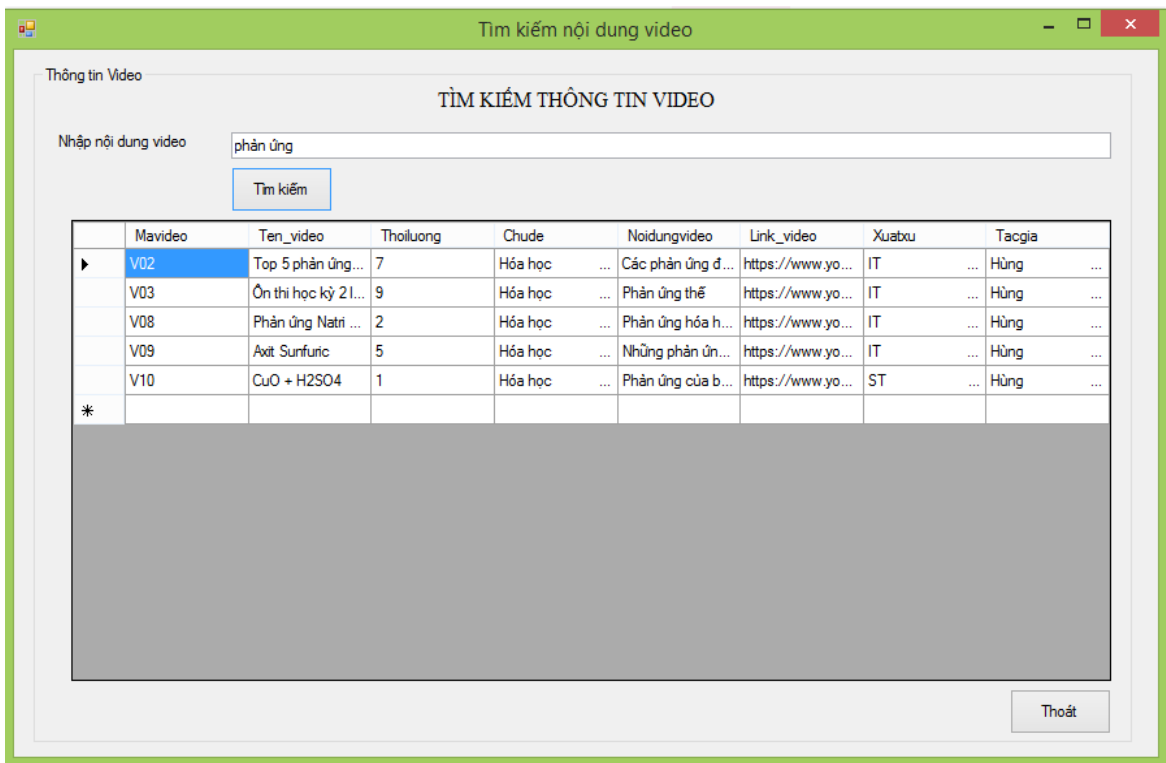 Tìm kiếm nội dung video
Thông tin Video
TÌM KIẾM THÔNG TIN VIDEO
Nhập nội dung video phản ứng
Tìm kiếm
Mavideo Ten_video Thoiluong Chude Noidungvideo Link_video Xuatxu Tacgia
V02 Top 5 phản ứng... 7 Hóa học ... Các phản ứng đ... https://www.yo... IT ... Hùng ...
V03 Ôn thi học kỳ 2 l... 9 Hóa học ... Phản ứng thế https://www.yo... IT ... Hùng ...
V08 Phản ứng Natri ... 2 Hóa học ... Phản ứng hóa h... https://www.yo... IT ... Hùng ...
V09 Axit Sunfuric 5 Hóa học ... Những phản ứn... https://www.yo... IT ... Hùng ...
V10 CuO + H2SO4 1 Hóa học ... Phản ứng của b... https://www.yo... ST ... Hùng ...
Thoát